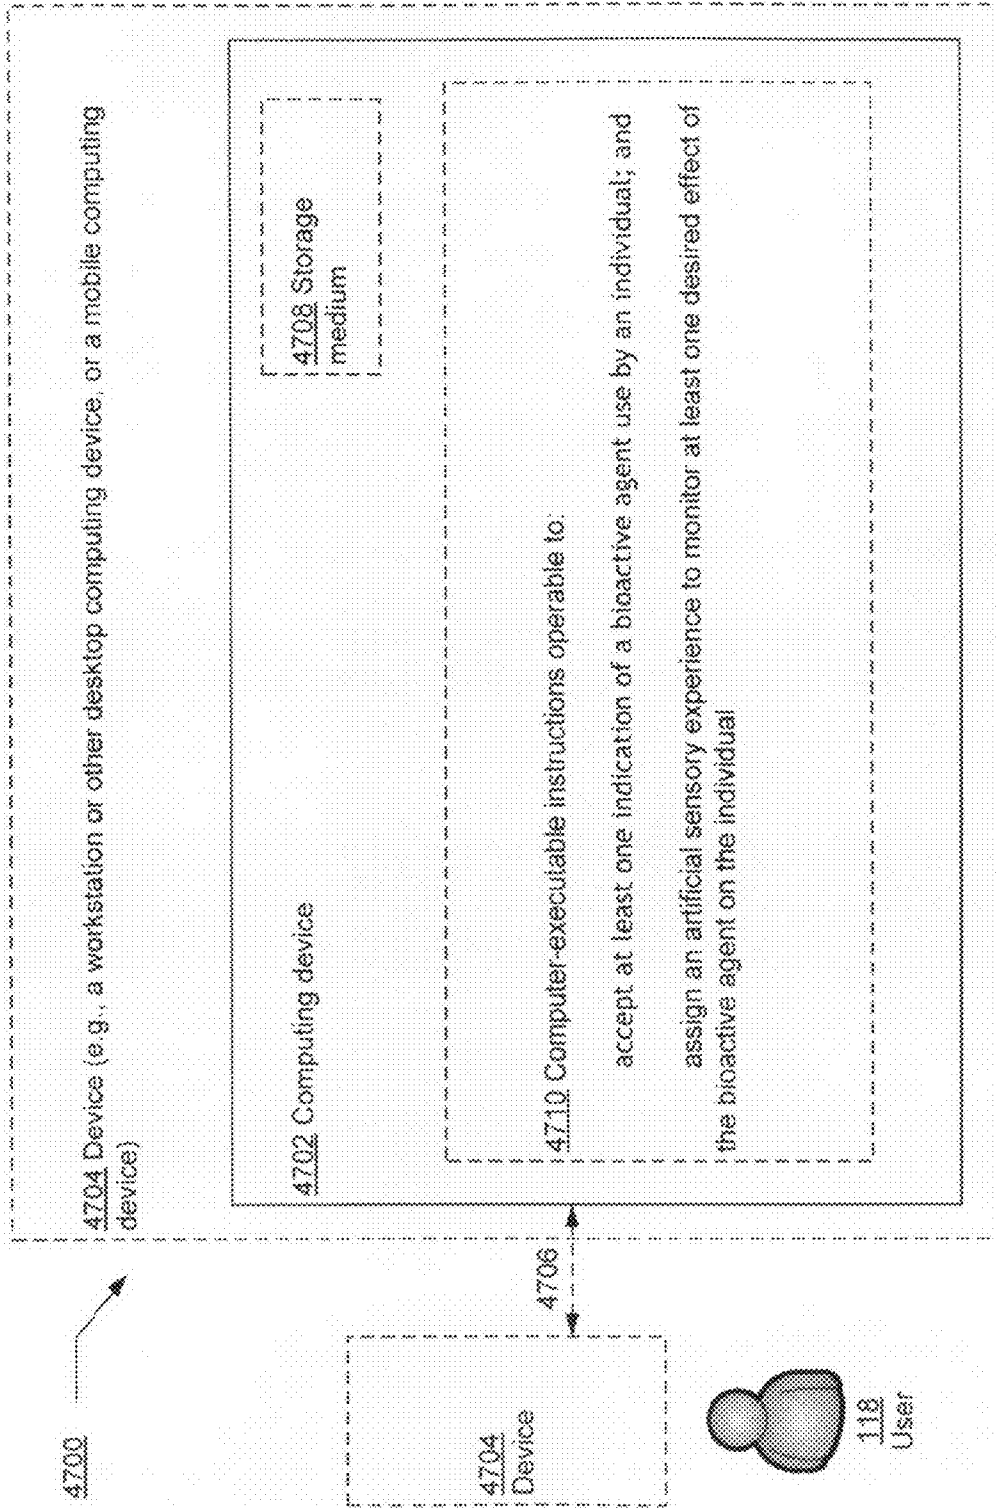 4700
4704 Device (e.g., a workstation or other desktop computing device, or a mobile computing
device)
4702 Computing device
4708 Storage
medium
4710 Computer-executable instructions operable to:
accept at least one indication of a bioactive agent use by an individual; and
assign an artificial sensory experience to monitor at least one desired effect of
the bioactive agent on the individual
4706
4704
Device
118
User